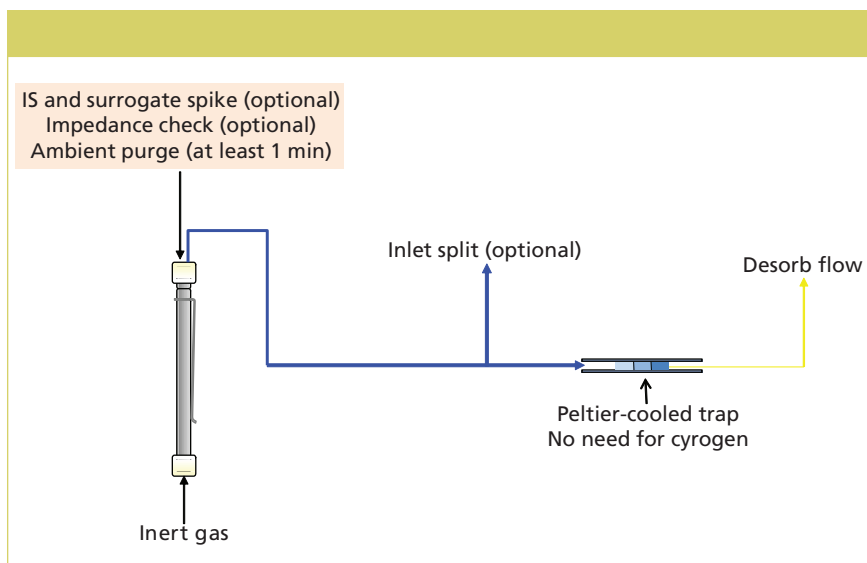 IS and surrogate spike (optional)
Impedance check (optional)
Ambient purge (at least 1 min)
Inlet split (optional)
Desorb flow
Peltier-cooled trap
No need for cyrogen
Inert gas